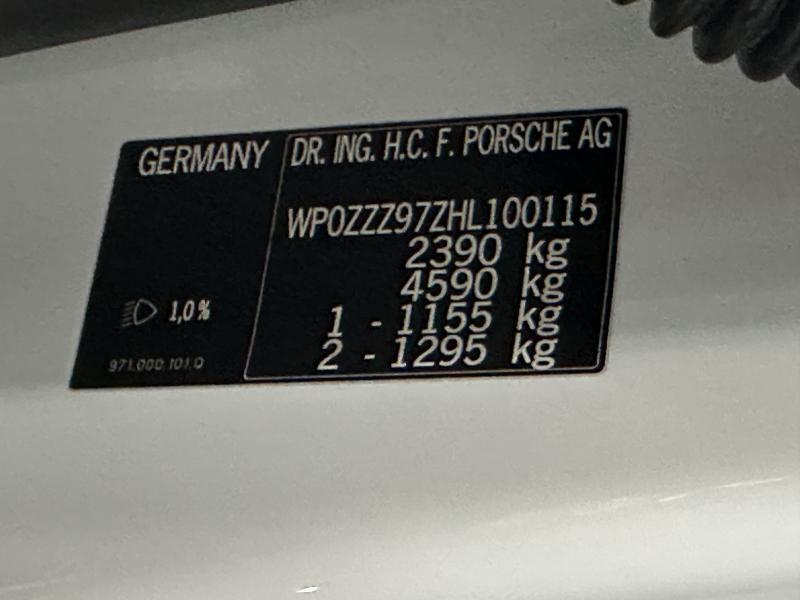 GERMANY
DR. ING. H.C. F. PORSCHE AG
WP0ZZZ97ZHL100115
2390 kg
4590 kg
1 - 1155 kg
2 - 1295 kg
1,0%
971.000.101.Q